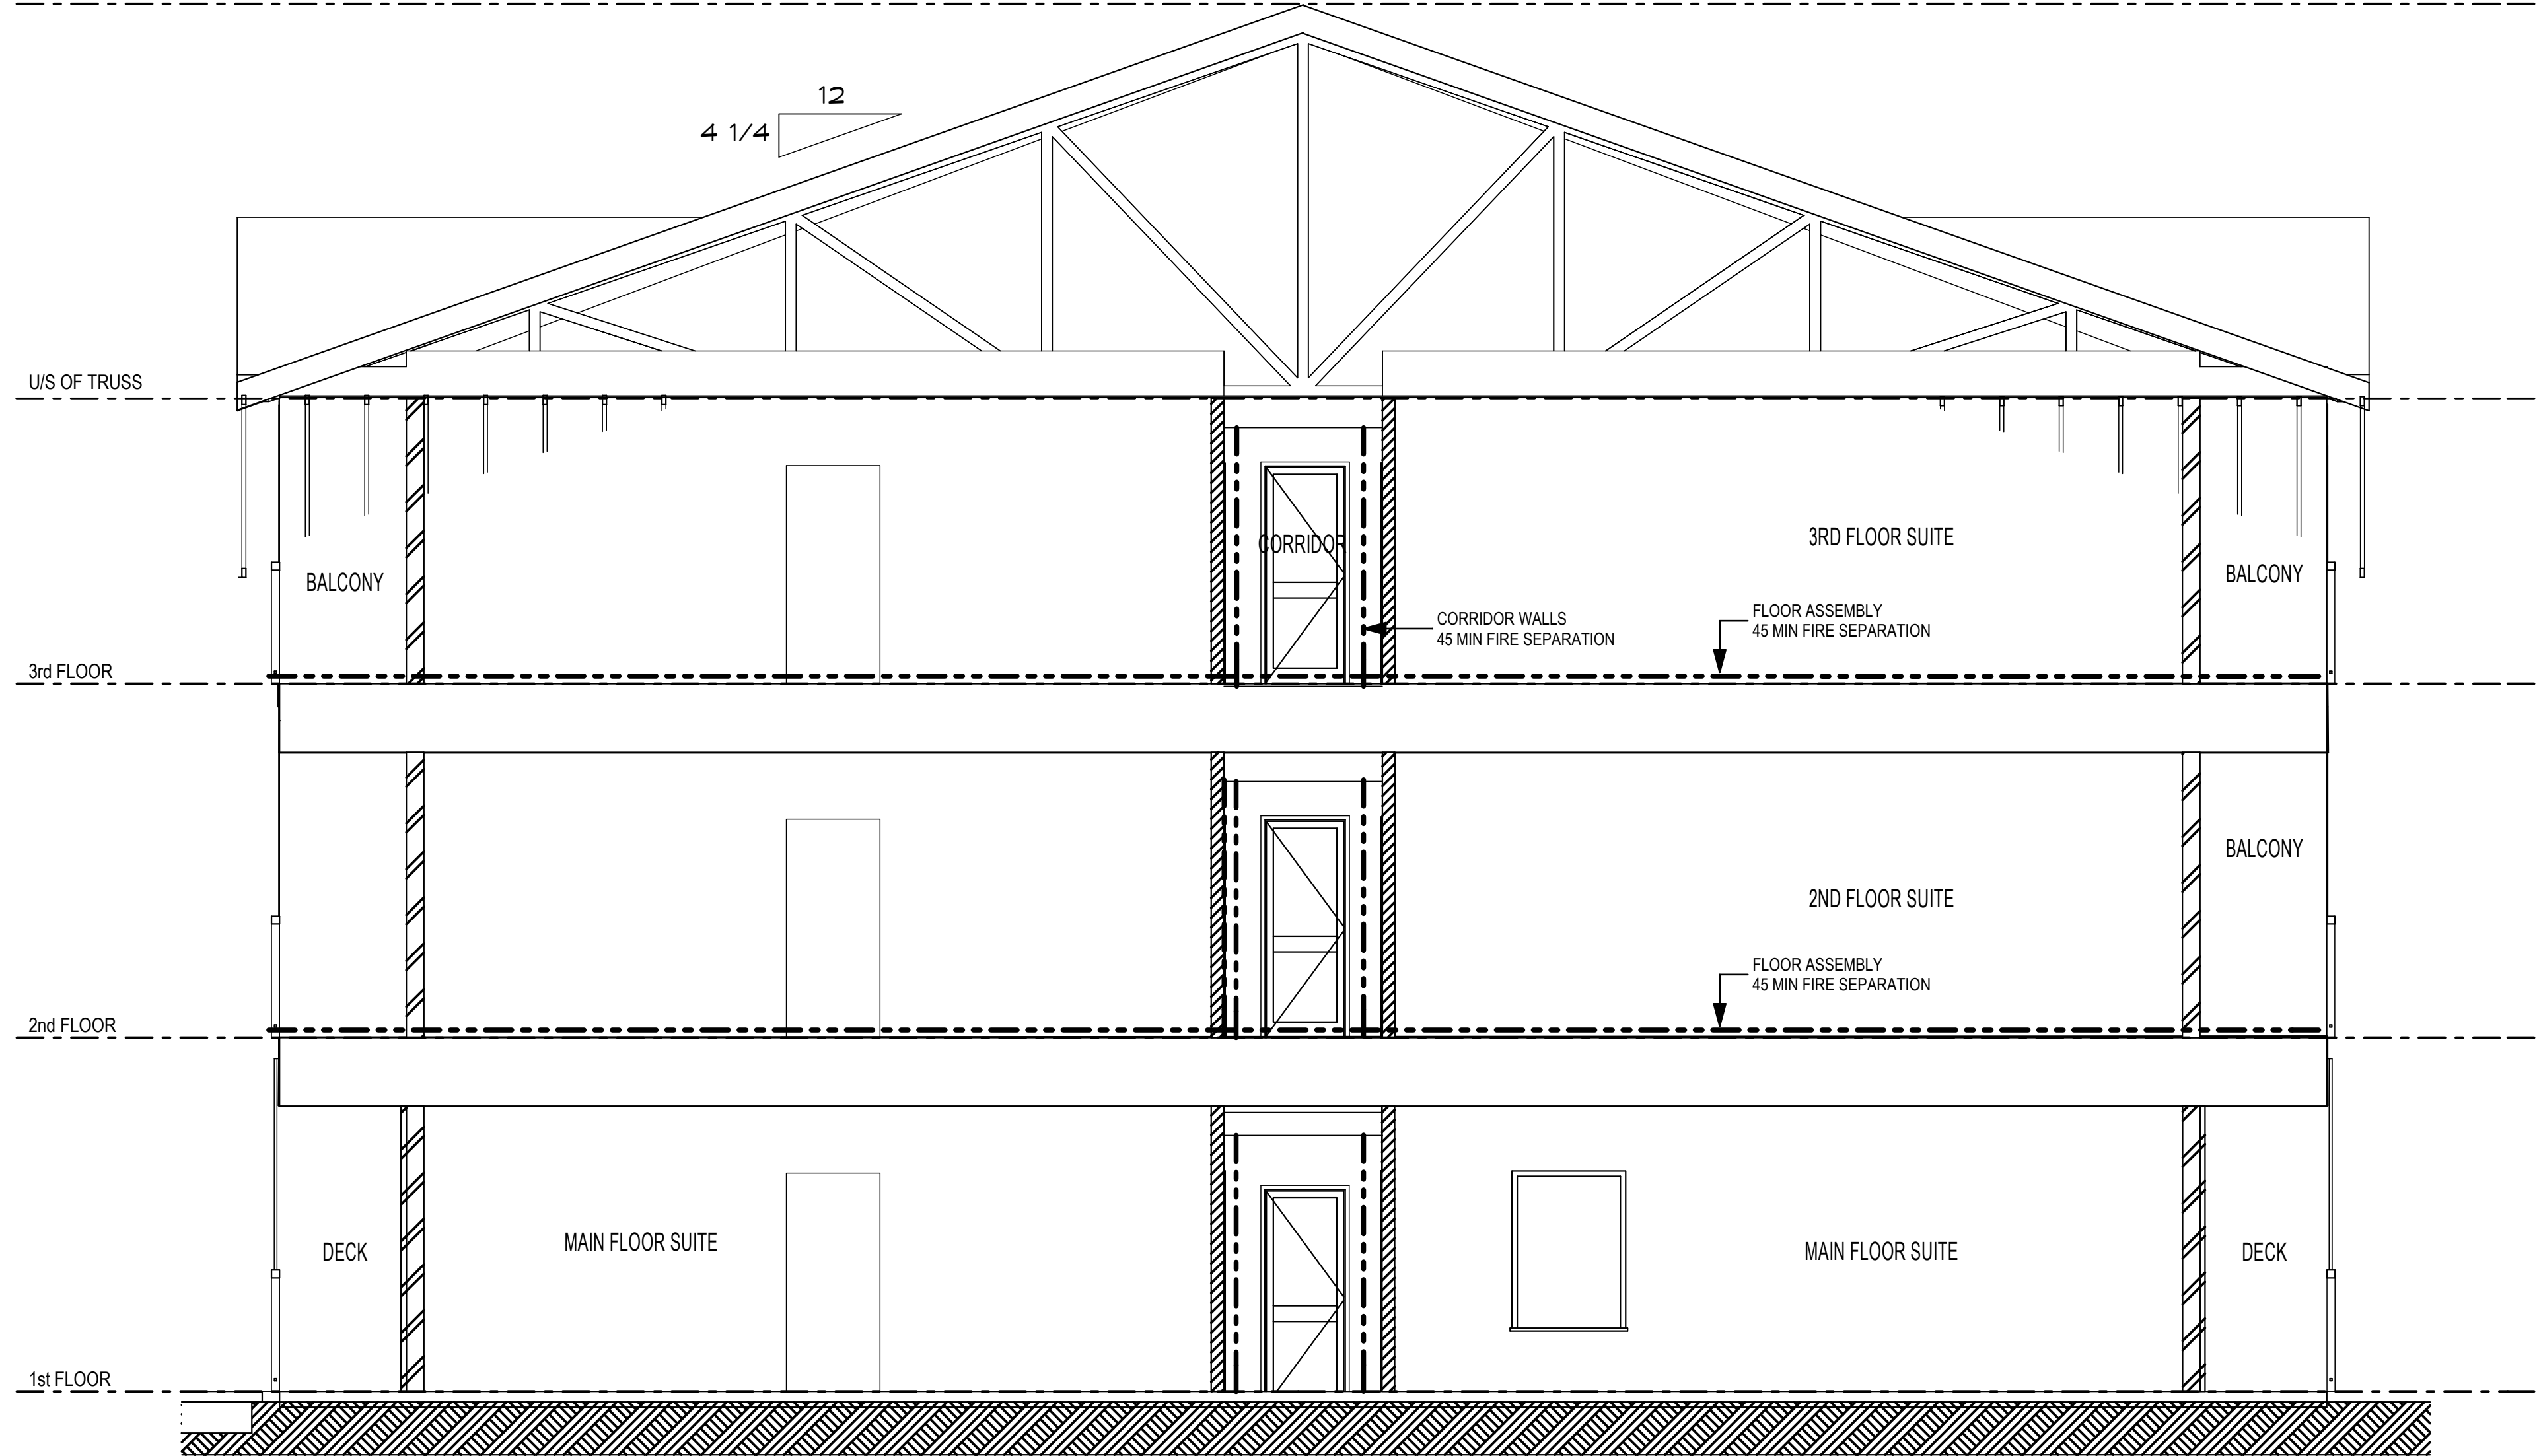 12
4 1/4
U/S OF TRUSS
3RD FLOOR SUITE
CORRIDOR
BALCONY
BALCONY
CORRIDOR WALLS
45 MIN FIRE SEPARATION
FLOOR ASSEMBLY
45 MIN FIRE SEPARATION
3rd FLOOR
BALCONY
2ND FLOOR SUITE
FLOOR ASSEMBLY
45 MIN FIRE SEPARATION
2nd FLOOR
DECK
MAIN FLOOR SUITE
MAIN FLOOR SUITE
DECK
1st FLOOR